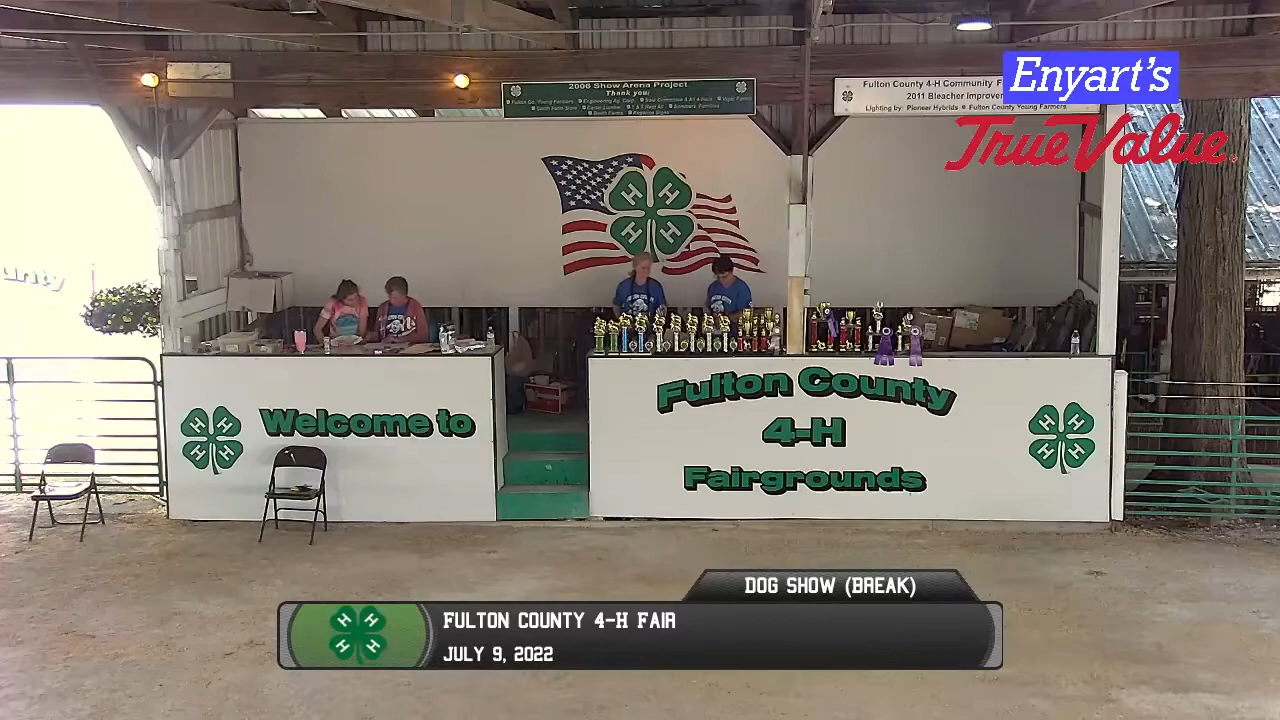 Enyart's
True Value
2006 Show Arena Project
Thank you:
Fulton County 4-H Community F
2011 Bleacher Improvem
Lighting by: Pioneer Hybrids Fulton County Young Farmers
H H
H H
Welcome to
Fulton County
4-H
Fairgrounds
H H
H H
H H
H H
DOG SHOW (BREAK)
FULTON COUNTY 4-H FAIR
JULY 9, 2022
H H
H H